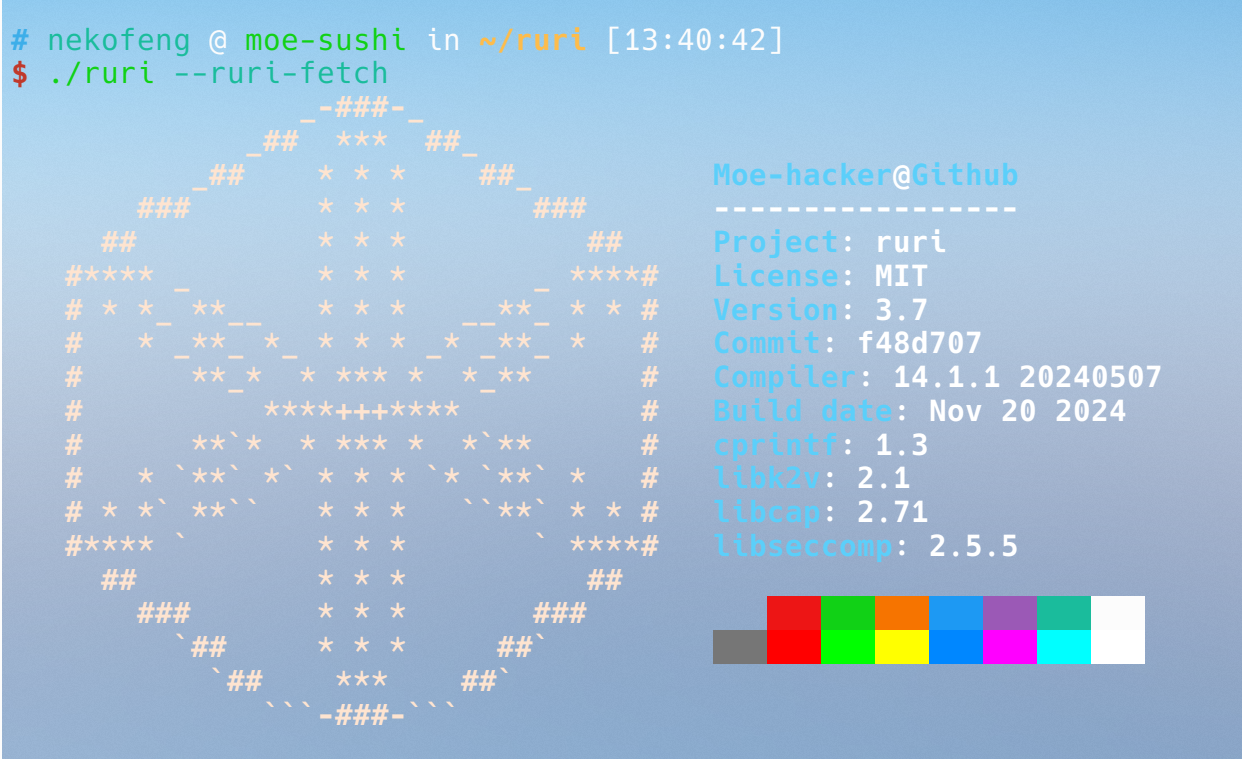 # nekofeng @ moe-sushi in ~/ruri [13:40:42]
$ ./ruri --ruri-fetch
                _-###-_
             _##  ***  ##_
          _##    * * *    ##_
       ###       * * *       ###
     ##          * * *         ##
   #**** _       * * *       _ ****#
   # * *_ **__   * * *   __**_ * * #
   #   * _**_ *_ * * * _* _**_ *   #
   #      **_*  * *** *  *_**      #
   #          ****+++****          #
   #      **`*  * *** *  *`**      #
   #   * `**` *` * * * `* `**` *   #
   # * *` **``   * * *   ``**` * * #
   #**** `       * * *       ` ****#
     ##          * * *         ##
       ###       * * *       ###
         `##     * * *     ##`
           `##    ***    ##`
              ```-###-```
Moe-hacker@Github
-----------------
Project: ruri
License: MIT
Version: 3.7
Commit: f48d707
Compiler: 14.1.1 20240507
Build date: Nov 20 2024
cprintf: 1.3
libk2v: 2.1
libcap: 2.71
libseccomp: 2.5.5